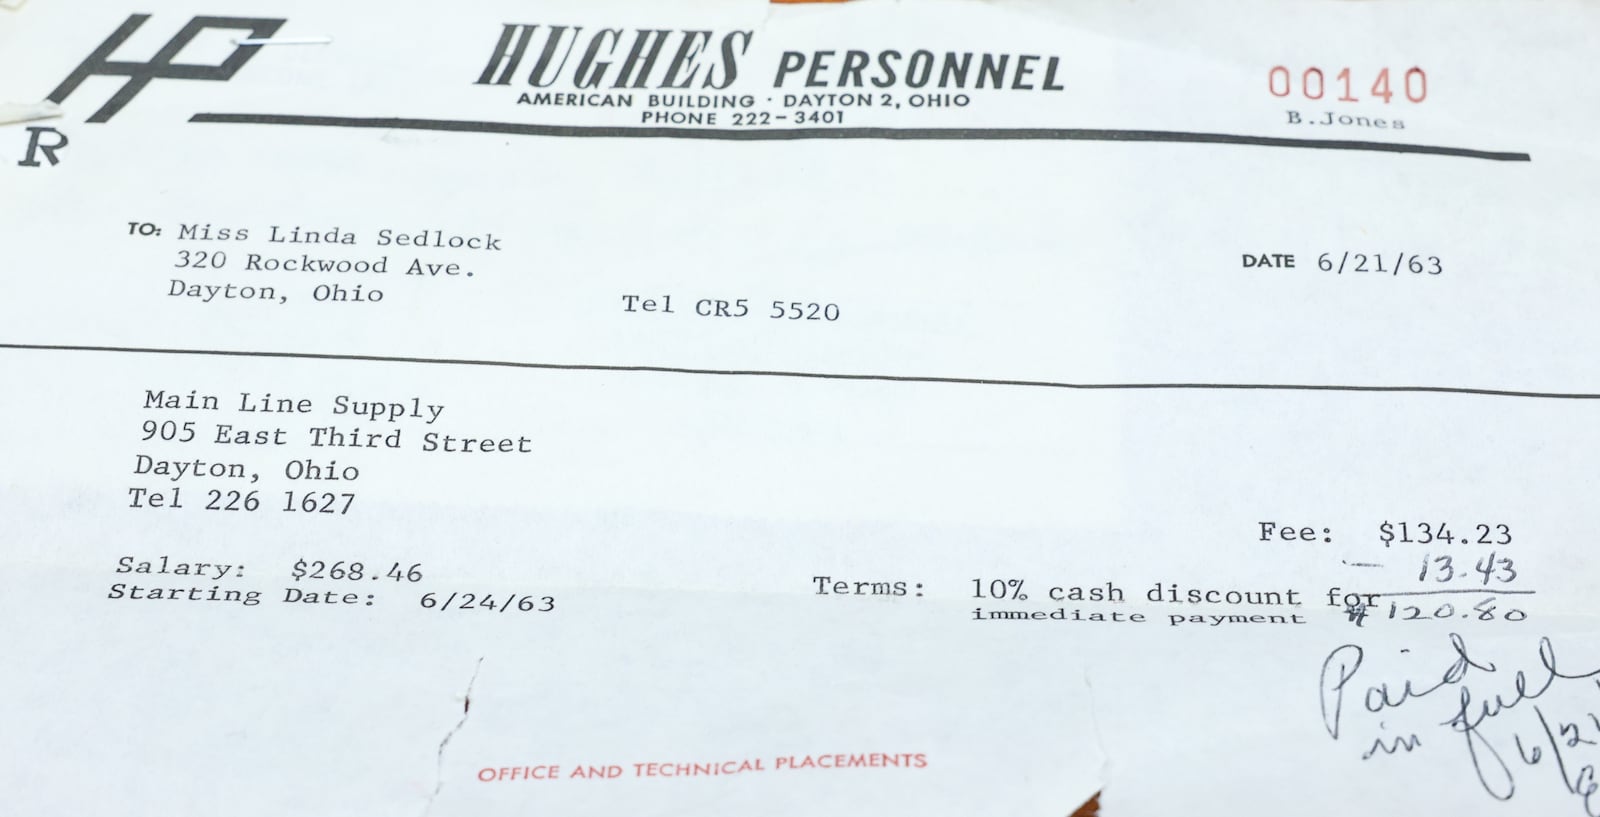 HP
HUGHES PERSONNEL
AMERICAN BUILDING · DAYTON 2, OHIO
PHONE 222-3401
00140
B.Jones
R
TO: Miss Linda Sedlock
320 Rockwood Ave.
Dayton, Ohio
Tel CR5 5520
DATE 6/21/63
Main Line Supply
905 East Third Street
Dayton, Ohio
Tel 226 1627
Salary: $268.46
Starting Date: 6/24/63
Fee: $134.23
— 13.43
Terms: 10% cash discount for
immediate payment
$120.80
Paid
in full
6/21
OFFICE AND TECHNICAL PLACEMENTS